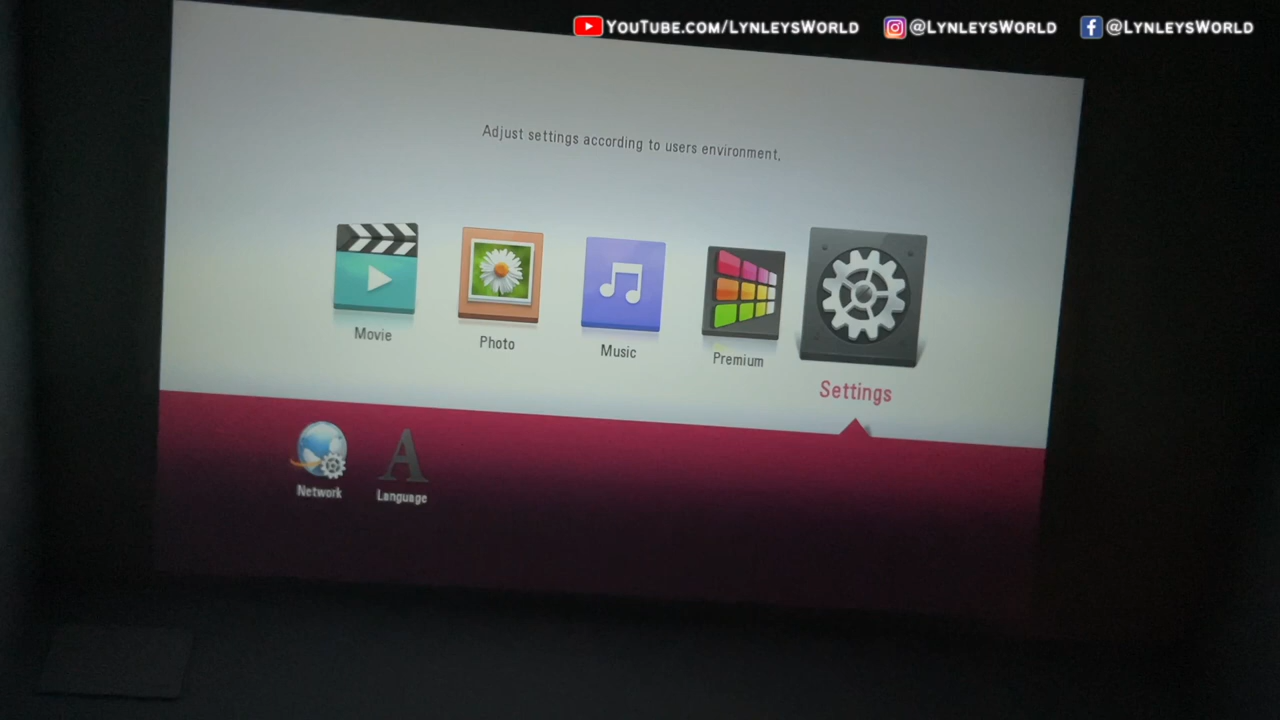 YOUTUBE.COM/LYNLEYSWORLD @LYNLEYSWORLD @LYNLEYSWORLD
Adjust settings according to users environment.
Movie Photo Music Premium Settings
Network Language